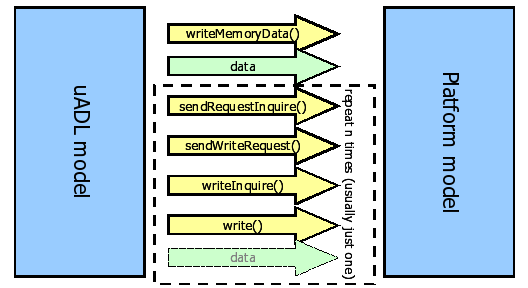 uADL model
writeMemoryData()
data
sendRequestInquire()
sendWriteRequest()
writeInquire()
write()
data
repeat n times (usually just one)
Platform model